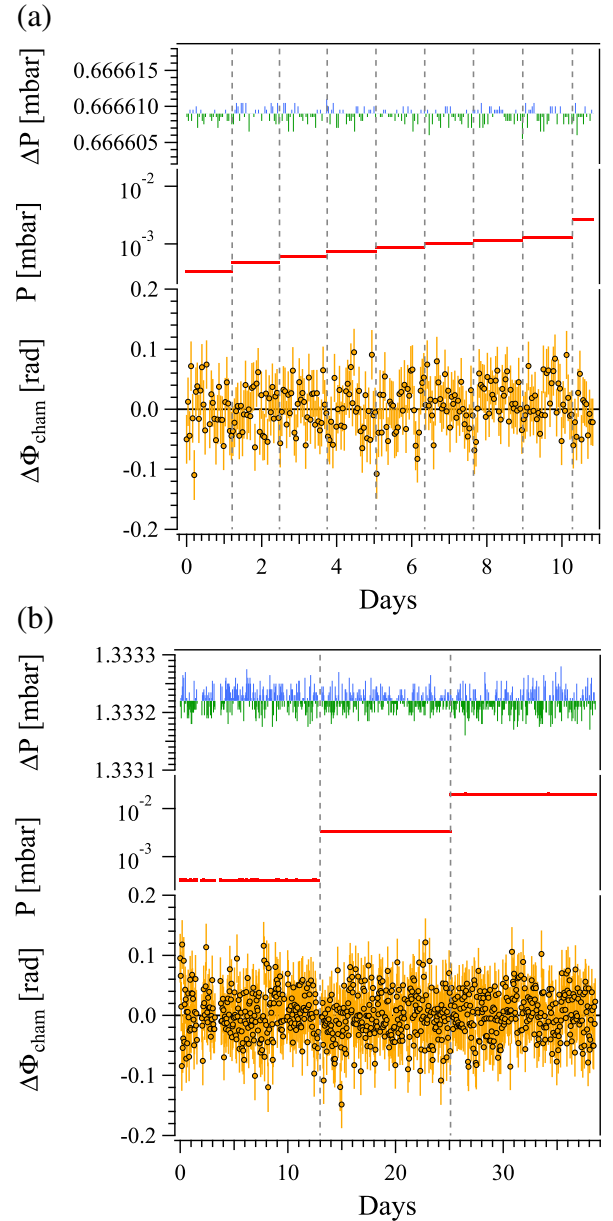 (a)
ΔP [mbar]
0.666615
0.666610
0.666605
P [mbar]
10⁻²
10⁻³
ΔΦ_cham [rad]
0.2
0.1
0.0
-0.1
-0.2
0 2 4 6 8 10
Days
(b)
ΔP [mbar]
1.3333
1.3332
1.3331
P [mbar]
10⁻²
10⁻³
ΔΦ_cham [rad]
0.2
0.1
0.0
-0.1
-0.2
0 10 20 30
Days